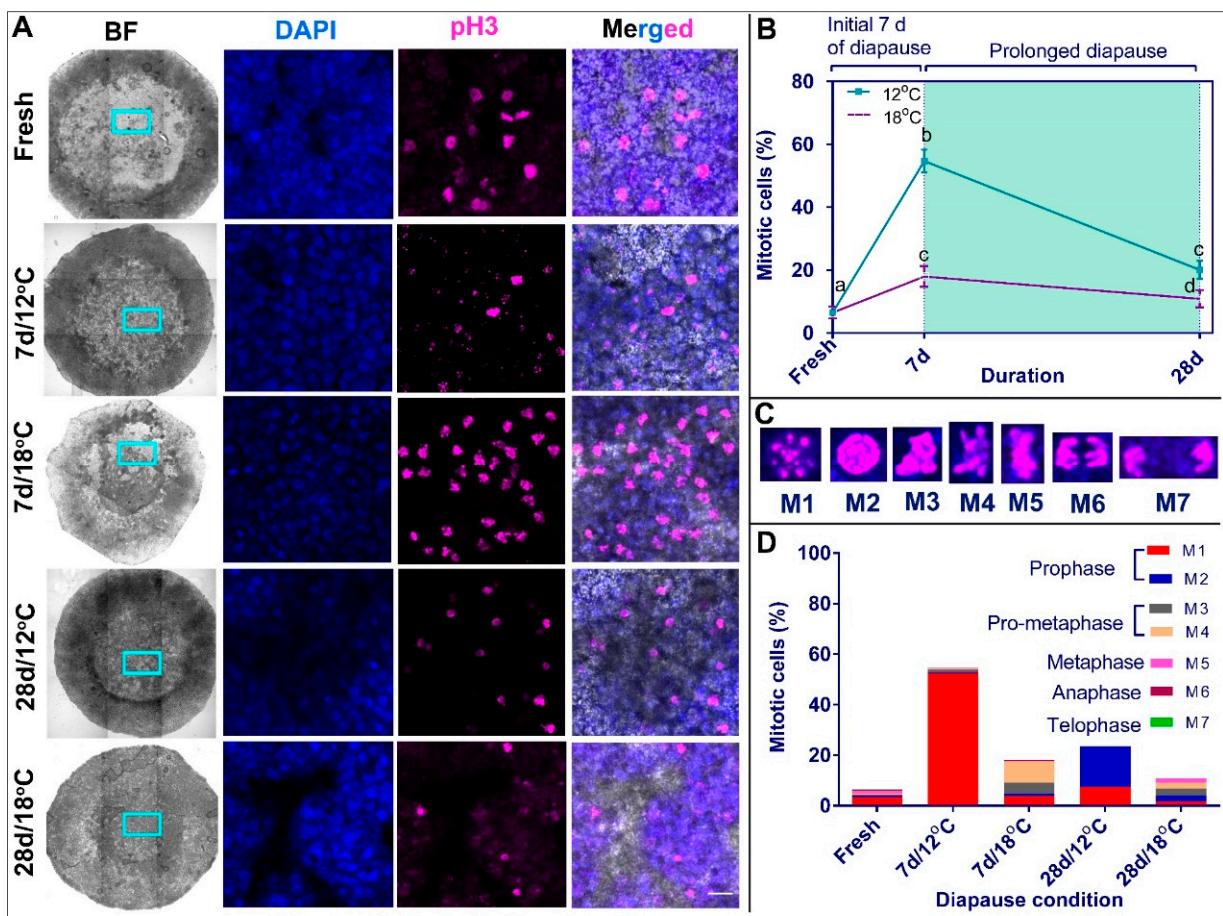 A
BF
DAPI
pH3
Merged
Fresh
7d/12°C
7d/18°C
28d/12°C
28d/18°C
B
Initial 7 d
of diapause
Prolonged diapause
Mitotic cells (%)
80
60
40
20
0
12°C
18°C
a
b
c
c
d
Fresh
7d
28d
Duration
C
M1
M2
M3
M4
M5
M6
M7
D
Mitotic cells (%)
100
80
60
40
20
0
Prophase
M1
M2
Pro-metaphase
M3
M4
Metaphase
M5
Anaphase
M6
Telophase
M7
Fresh
7d/12°C
7d/18°C
28d/12°C
28d/18°C
Diapause condition